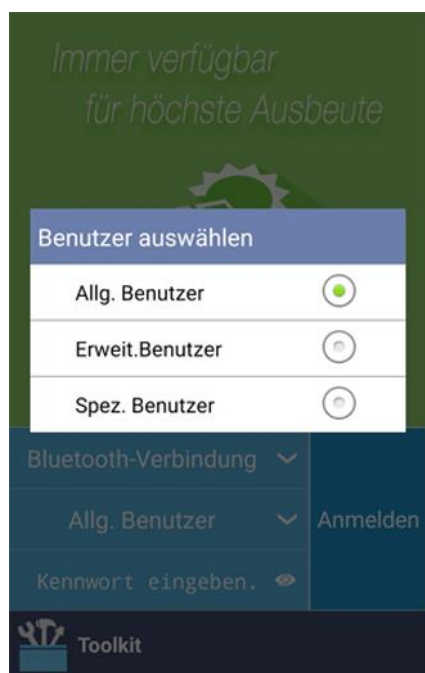 Immer verfügbar
für höchste Ausbeute
Benutzer auswählen
Allg. Benutzer
Erweit.Benutzer
Spez. Benutzer
Bluetooth-Verbindung
Allg. Benutzer
Anmelden
Kennwort eingeben.
Toolkit